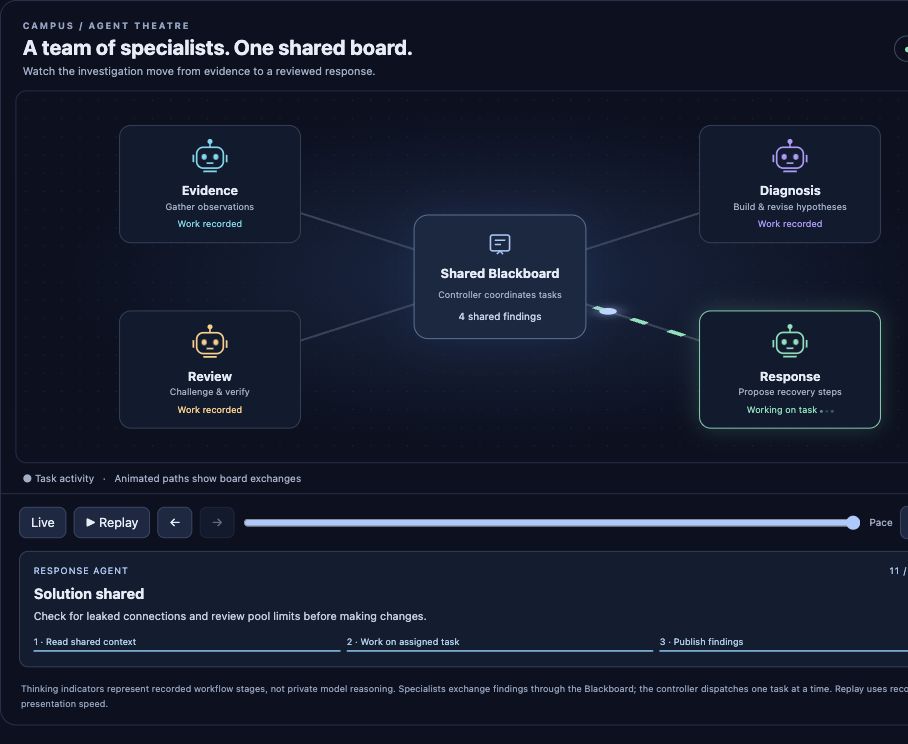 CAMPUS / AGENT THEATRE
A team of specialists. One shared board.
Watch the investigation move from evidence to a reviewed response.
Evidence
Gather observations
Work recorded
Diagnosis
Build & revise hypotheses
Work recorded
Shared Blackboard
Controller coordinates tasks
4 shared findings
Review
Challenge & verify
Work recorded
Response
Propose recovery steps
Working on task
Task activity · Animated paths show board exchanges
Live
Replay
←
→
Pace
RESPONSE AGENT
11 /
Solution shared
Check for leaked connections and review pool limits before making changes.
1 · Read shared context
2 · Work on assigned task
3 · Publish findings
Thinking indicators represent recorded workflow stages, not private model reasoning. Specialists exchange findings through the Blackboard; the controller dispatches one task at a time. Replay uses reco
presentation speed.